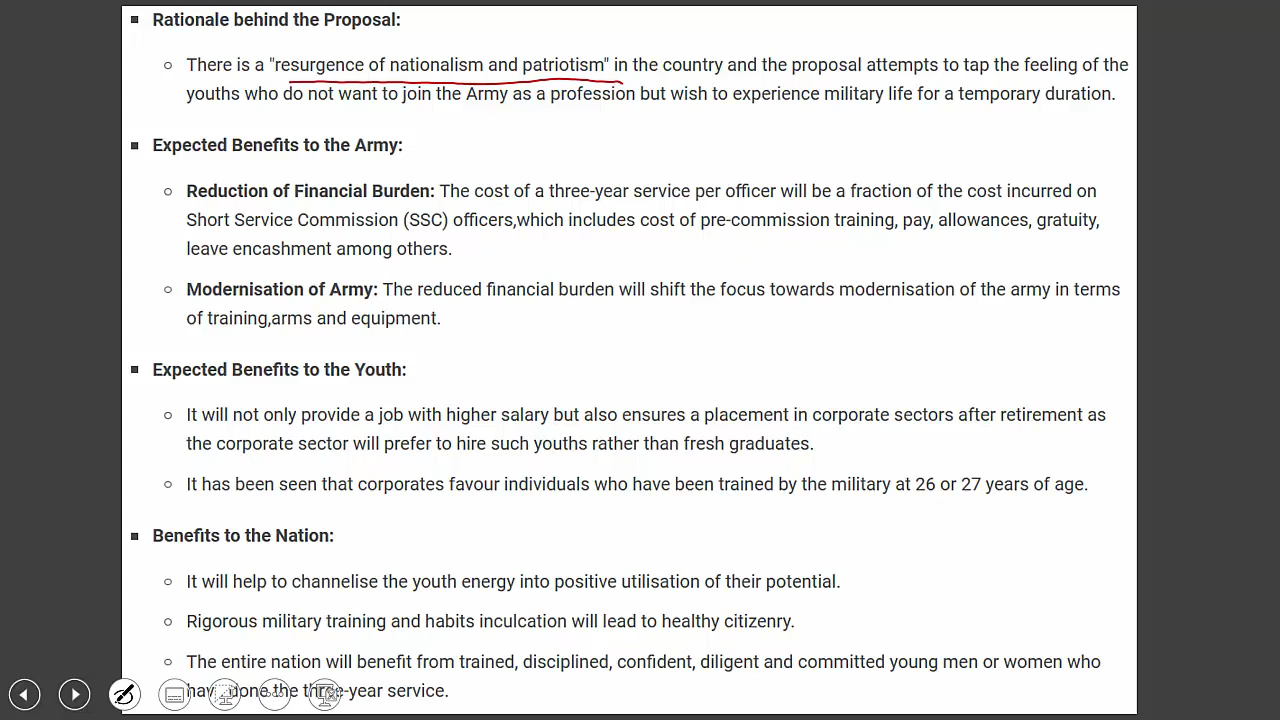 Rationale behind the Proposal:
There is a "resurgence of nationalism and patriotism" in the country and the proposal attempts to tap the feeling of the
youths who do not want to join the Army as a profession but wish to experience military life for a temporary duration.
Expected Benefits to the Army:
Reduction of Financial Burden: The cost of a three-year service per officer will be a fraction of the cost incurred on
Short Service Commission (SSC) officers,which includes cost of pre-commission training, pay, allowances, gratuity,
leave encashment among others.
Modernisation of Army: The reduced financial burden will shift the focus towards modernisation of the army in terms
of training,arms and equipment.
Expected Benefits to the Youth:
It will not only provide a job with higher salary but also ensures a placement in corporate sectors after retirement as
the corporate sector will prefer to hire such youths rather than fresh graduates.
It has been seen that corporates favour individuals who have been trained by the military at 26 or 27 years of age.
Benefits to the Nation:
It will help to channelise the youth energy into positive utilisation of their potential.
Rigorous military training and habits inculcation will lead to healthy citizenry.
The entire nation will benefit from trained, disciplined, confident, diligent and committed young men or women who
have done the three-year service.